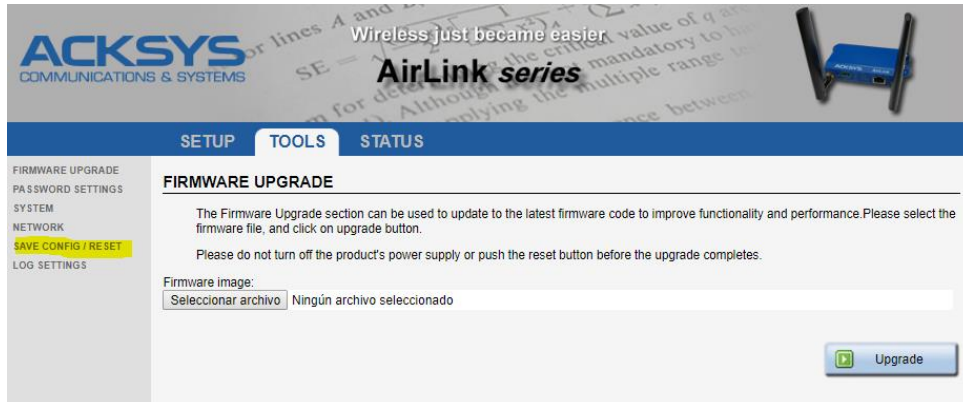 ACKSYS
COMMUNICATIONS & SYSTEMS
Wireless just became easier
AirLink series
SETUP TOOLS STATUS
FIRMWARE UPGRADE
PASSWORD SETTINGS
SYSTEM
NETWORK
SAVE CONFIG / RESET
LOG SETTINGS
FIRMWARE UPGRADE
The Firmware Upgrade section can be used to update to the latest firmware code to improve functionality and performance.Please select the
firmware file, and click on upgrade button.
Please do not turn off the product's power supply or push the reset button before the upgrade completes.
Firmware image:
Seleccionar archivo Ningún archivo seleccionado
Upgrade